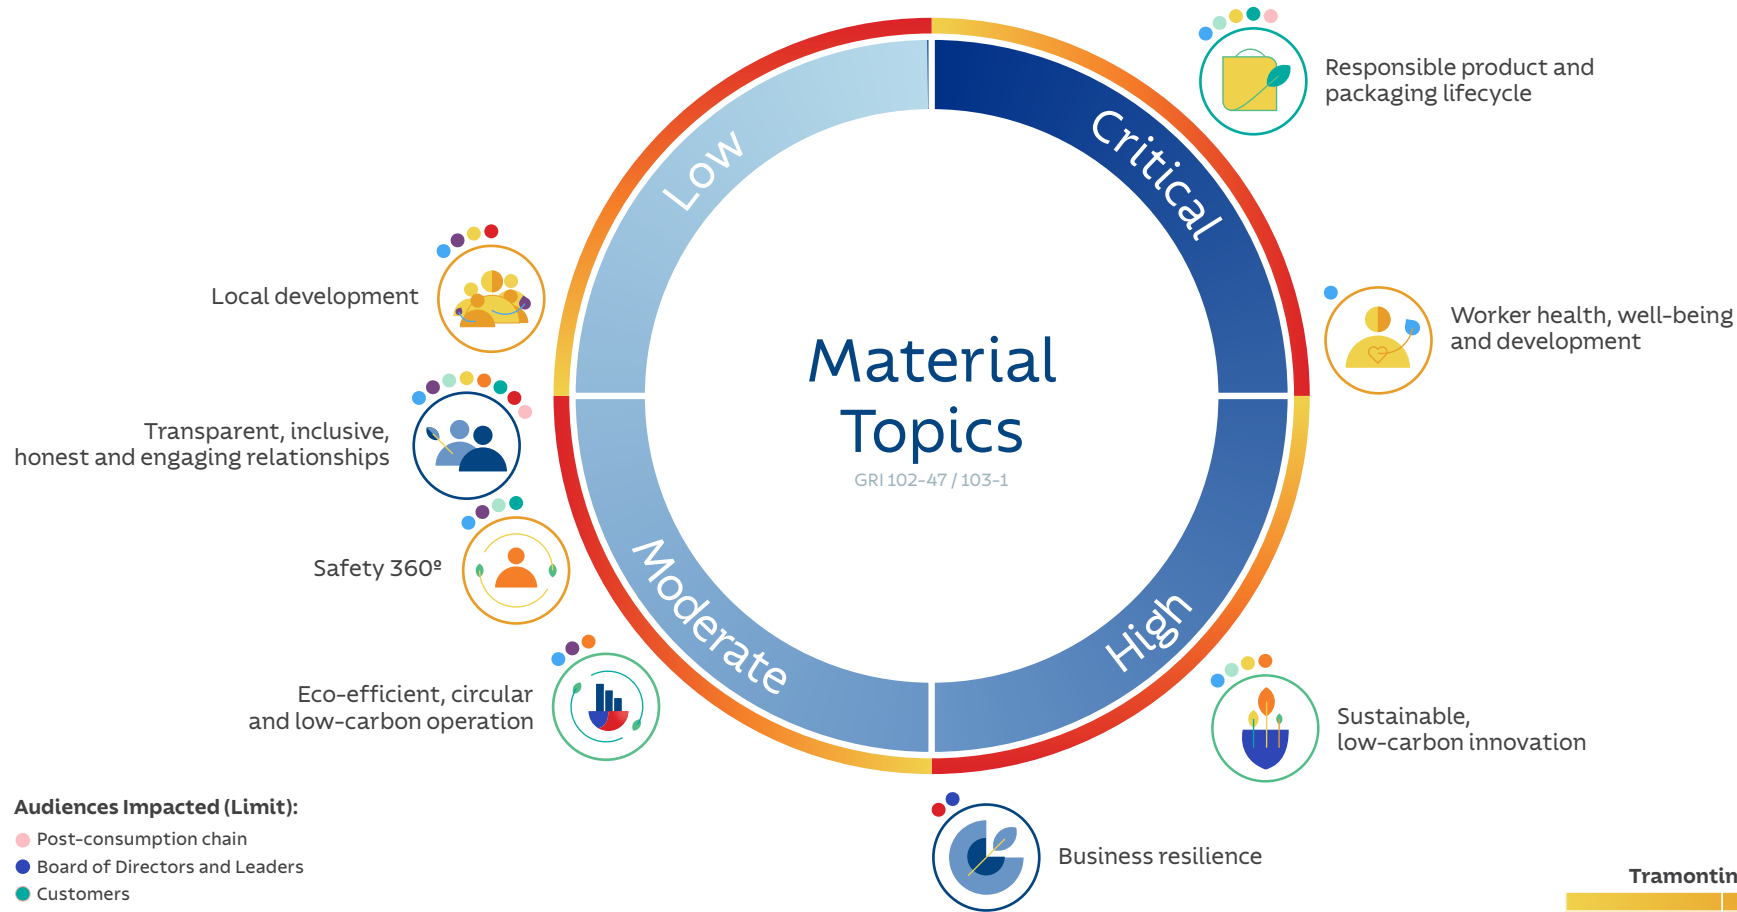 Responsible product and
packaging lifecycle
Critical
Low
Local development
Worker health, well-being
and development
Material
Topics
GRI 102-47 / 103-1
Transparent, inclusive,
honest and engaging relationships
Safety 360º
Moderate
High
Eco-efficient, circular
and low-carbon operation
Sustainable,
low-carbon innovation
Business resilience
Audiences Impacted (Limit):
Post-consumption chain
Board of Directors and Leaders
Customers
Tramontin